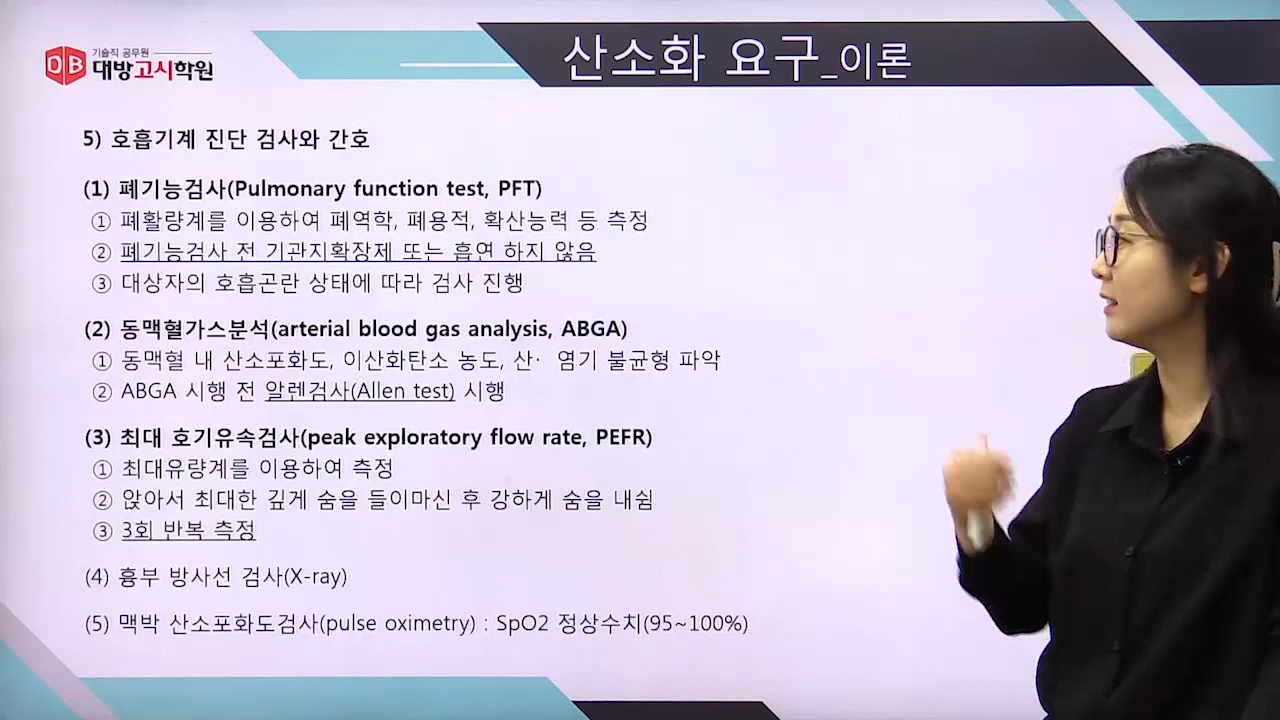 기술직 공무원
DB 대방고시학원
산소화 요구_이론
5) 호흡기계 진단 검사와 간호
(1) 폐기능검사(Pulmonary function test, PFT)
① 폐활량계를 이용하여 폐역학, 폐용적, 확산능력 등 측정
② 폐기능검사 전 기관지확장제 또는 흡연 하지 않음
③ 대상자의 호흡곤란 상태에 따라 검사 진행
(2) 동맥혈가스분석(arterial blood gas analysis, ABGA)
① 동맥혈 내 산소포화도, 이산화탄소 농도, 산· 염기 불균형 파악
② ABGA 시행 전 알렌검사(Allen test) 시행
(3) 최대 호기유속검사(peak exploratory flow rate, PEFR)
① 최대유량계를 이용하여 측정
② 앉아서 최대한 깊게 숨을 들이마신 후 강하게 숨을 내쉼
③ 3회 반복 측정
(4) 흉부 방사선 검사(X-ray)
(5) 맥박 산소포화도검사(pulse oximetry) : SpO2 정상수치(95~100%)